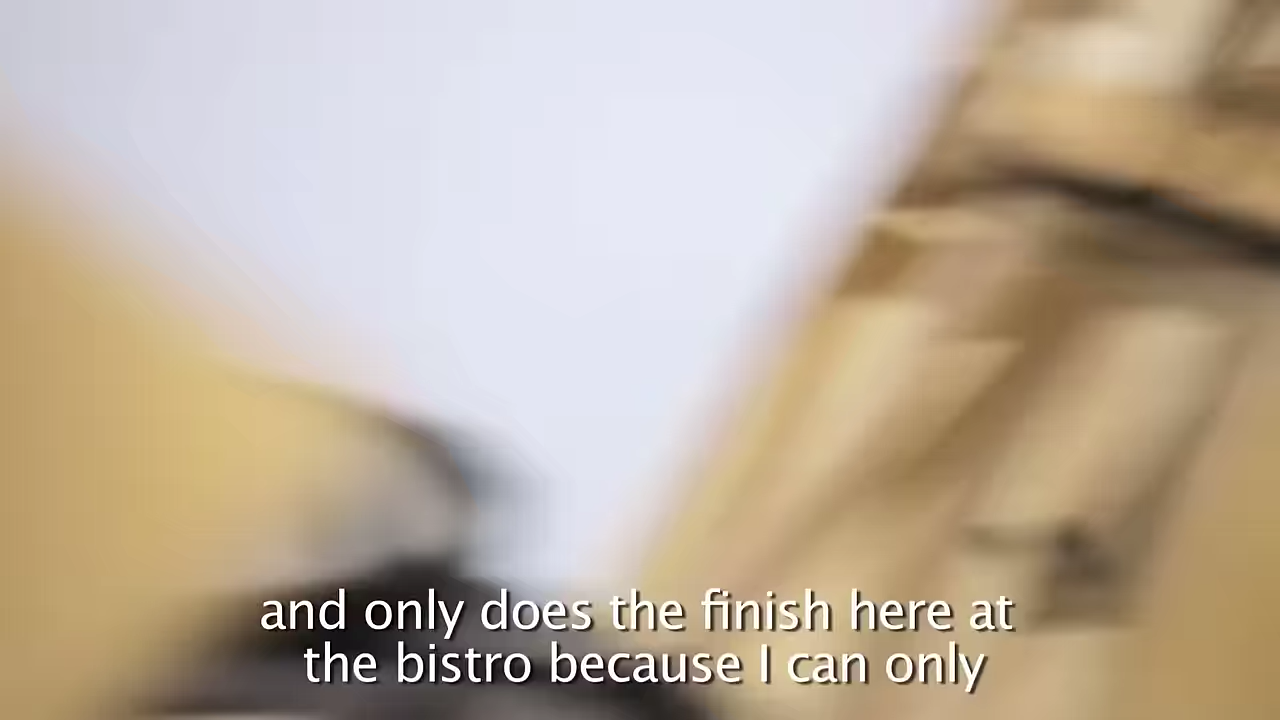 and only does the finish here at
the bistro because I can only